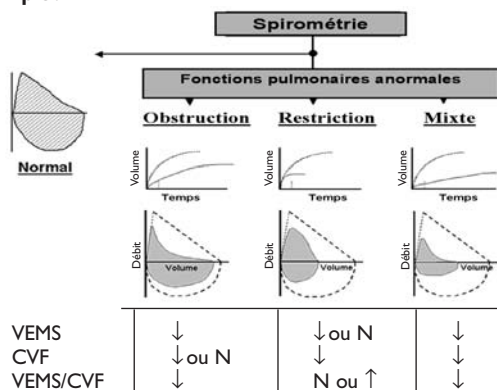 Spirométrie
Fonctions pulmonaires anormales
Obstruction Restriction Mixte
Normal
Volume Volume Volume
Temps Temps Temps
Débit Volume Débit Débit Volume
VEMS ↓ ↓ ou N ↓
CVF ↓ ou N ↓ ↓
VEMS/CVF ↓ N ou ↑ ↓